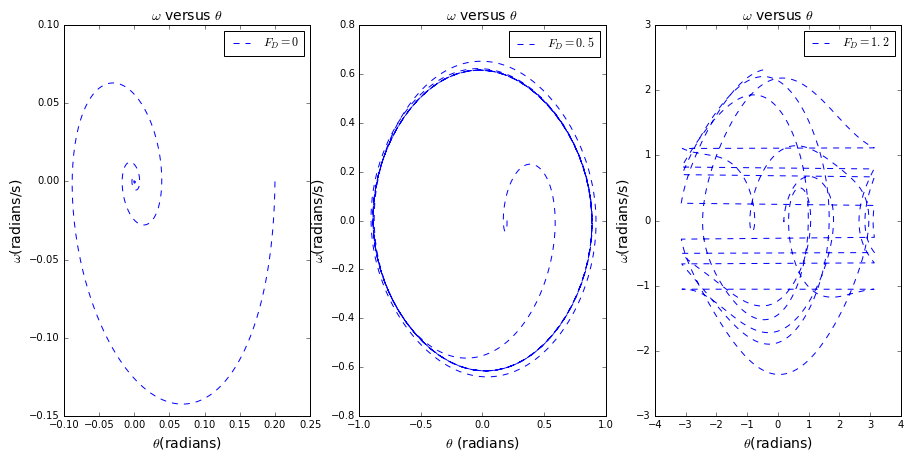 ω versus θ
F_D = 0
0.10
0.05
0.00
−0.05
−0.10
−0.15
ω(radians/s)
−0.10 −0.05 0.00 0.05 0.10 0.15 0.20 0.25
θ(radians)
ω versus θ
F_D = 0.5
0.8
0.6
0.4
0.2
0.0
−0.2
−0.4
−0.6
−0.8
ω(radians/s)
−1.0 −0.5 0.0 0.5 1.0
θ (radians)
ω versus θ
F_D = 1.2
3
2
1
0
−1
−2
−3
ω(radians/s)
−4 −3 −2 −1 0 1 2 3 4
θ(radians)